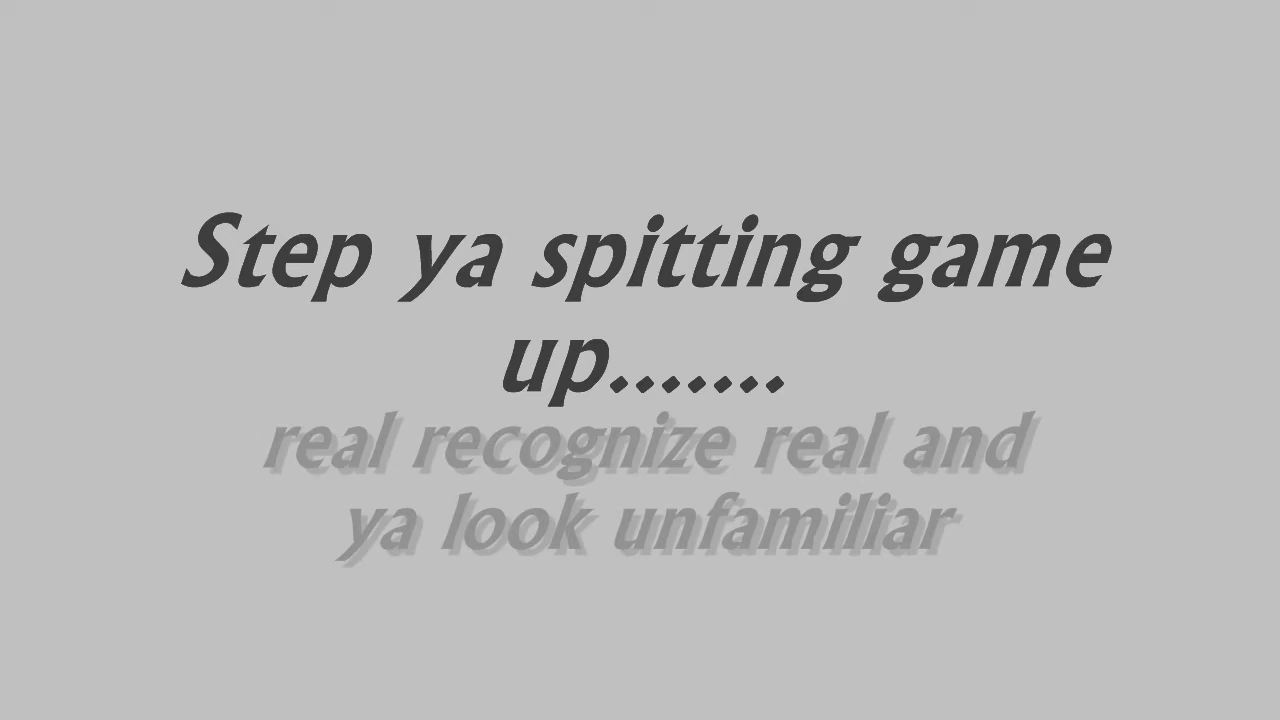 Step ya spitting game
up.......
real recognize real and
ya look unfamiliar